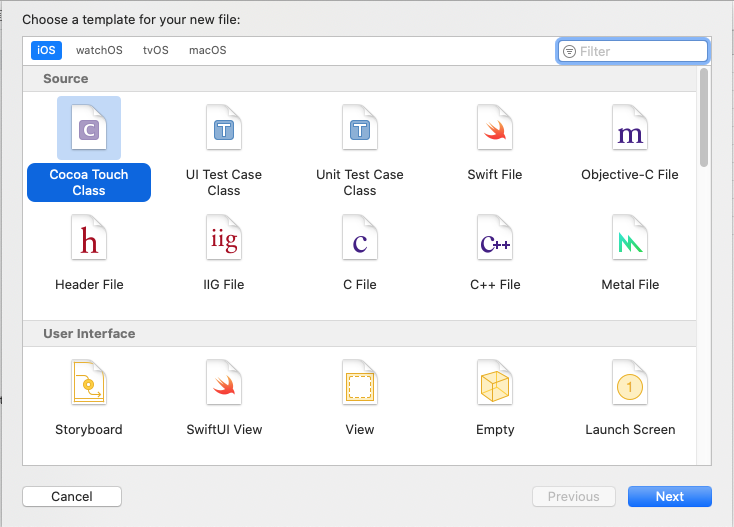 Choose a template for your new file:
iOS watchOS tvOS macOS Filter
Source
C T T m
Cocoa Touch Class
UI Test Case Class
Unit Test Case Class
Swift File
Objective-C File
h iig c c++
Header File
IIG File
C File
C++ File
Metal File
User Interface
1
Storyboard
SwiftUI View
View
Empty
Launch Screen
Cancel Previous Next